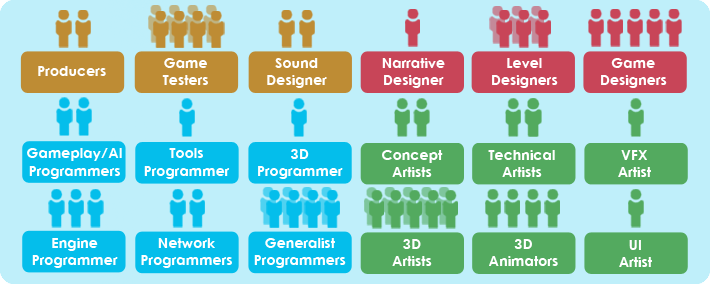 Producers
Game
Testers
Sound
Designer
Narrative
Designer
Level
Designers
Game
Designers
Gameplay/AI
Programmers
Tools
Programmer
3D
Programmer
Concept
Artists
Technical
Artists
VFX
Artist
Engine
Programmer
Network
Programmers
Generalist
Programmers
3D
Artists
3D
Animators
UI
Artist